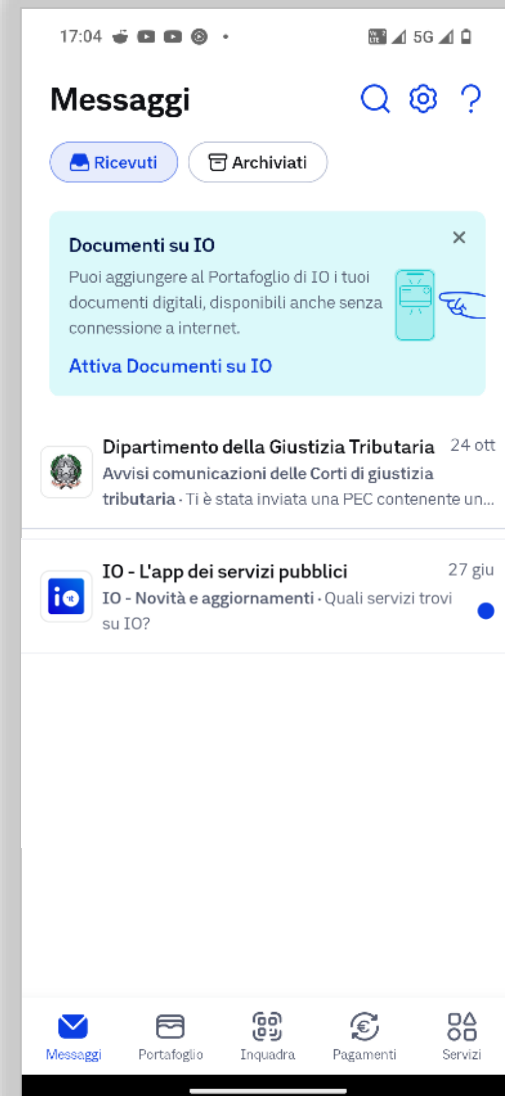 17:04
5G
Messaggi
Ricevuti
Archiviati
Documenti su IO
Puoi aggiungere al Portafoglio di IO i tuoi
documenti digitali, disponibili anche senza
connessione a internet.
Attiva Documenti su IO
Dipartimento della Giustizia Tributaria 24 ott
Avvisi comunicazioni delle Corti di giustizia
tributaria · Ti è stata inviata una PEC contenente un...
IO - L'app dei servizi pubblici 27 giu
IO - Novità e aggiornamenti · Quali servizi trovi
su IO?
Messaggi
Portafoglio
Inquadra
Pagamenti
Servizi